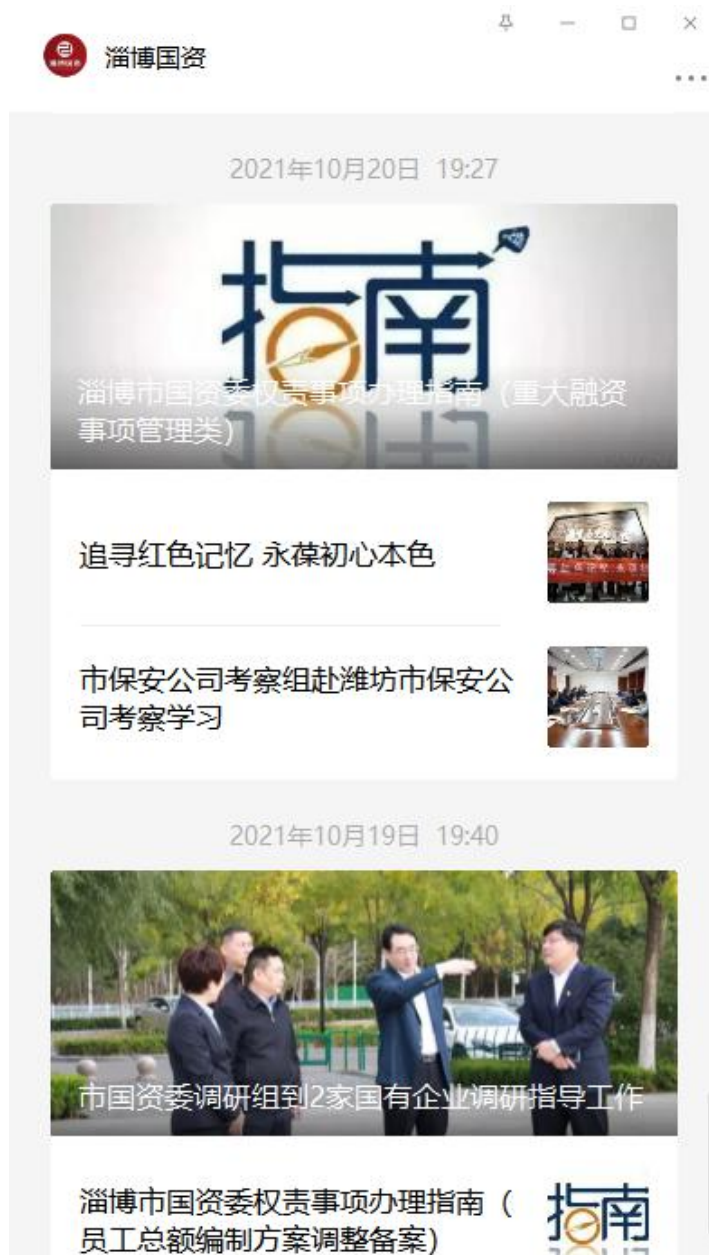 淄博国资
2021年10月20日 19:27
指南
淄博市国资委权责事项办理指南（重大融资
事项管理类）
追寻红色记忆 永葆初心本色
市保安公司考察组赴潍坊市保安公
司考察学习
2021年10月19日 19:40
市国资委调研组到2家国有企业调研指导工作
淄博市国资委权责事项办理指南（
员工总额编制方案调整备案）
指南